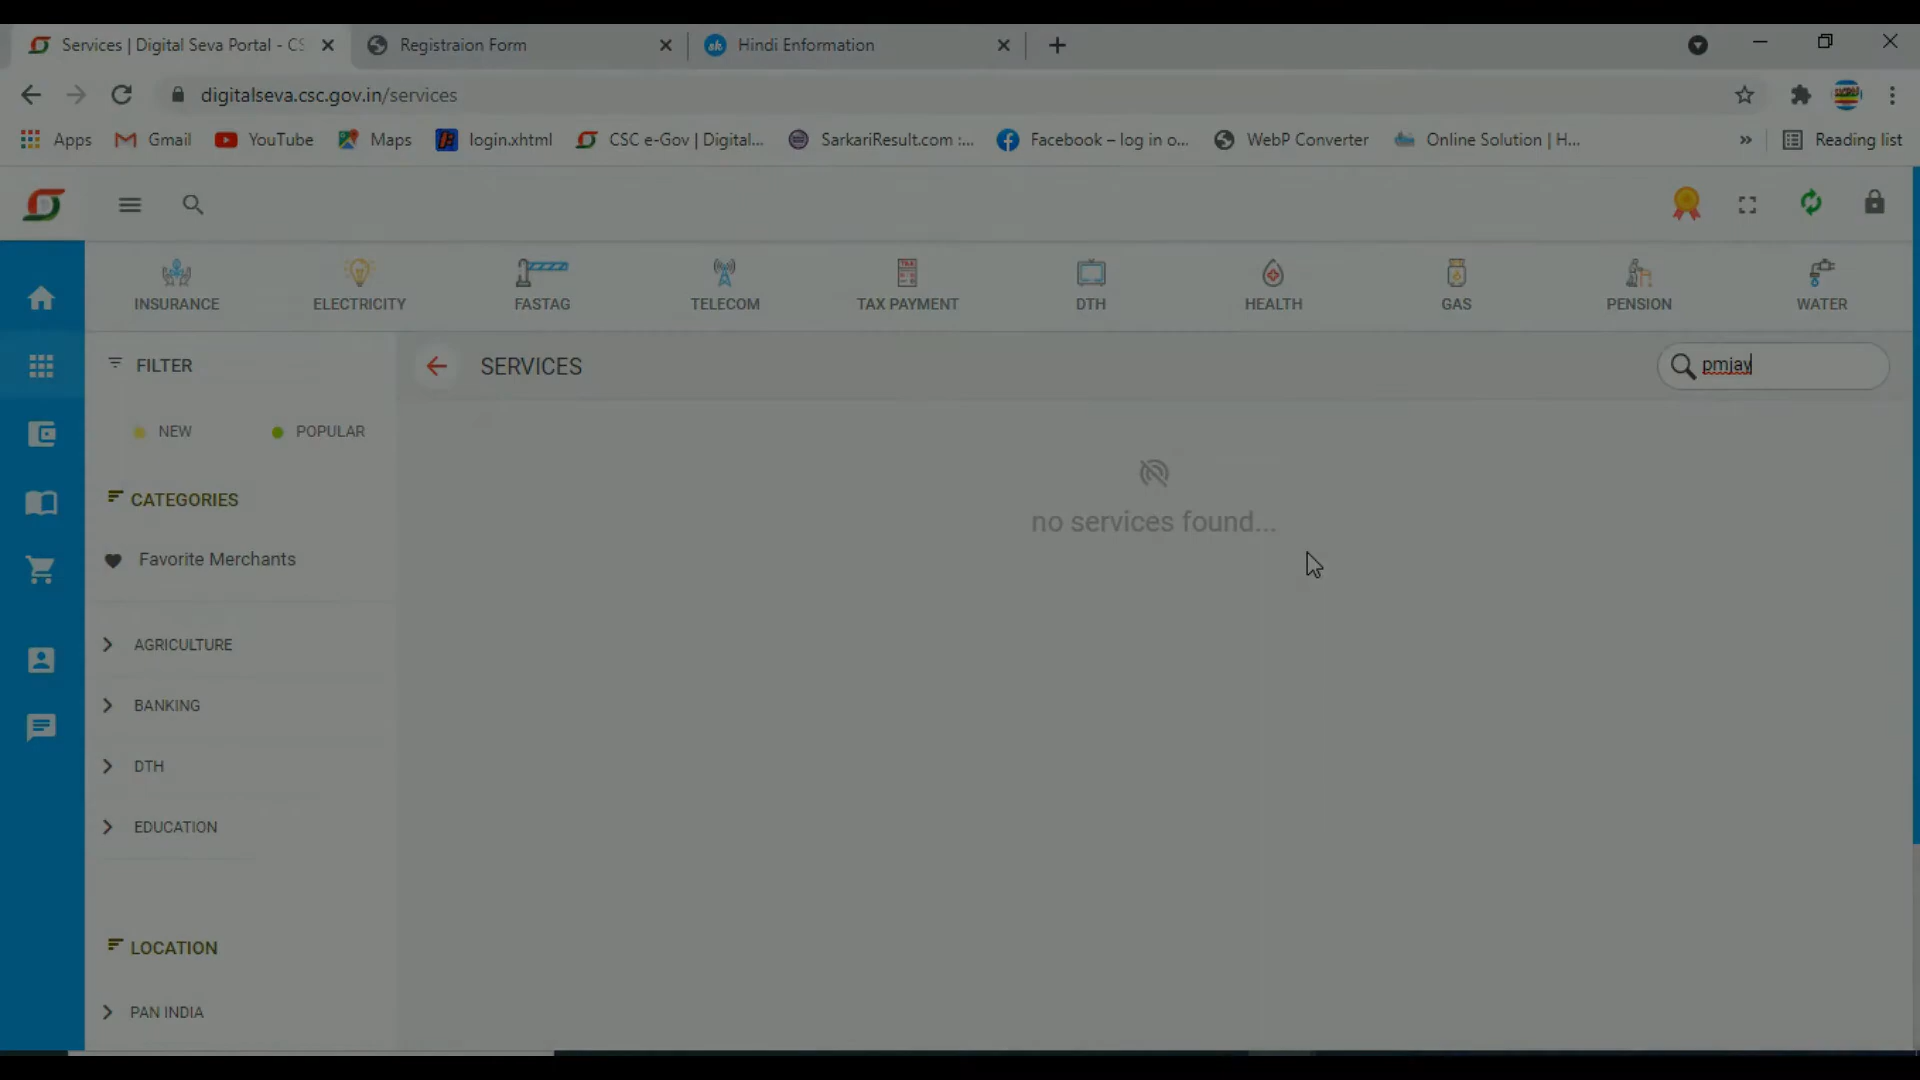 Services | Digital Seva Portal - CS
Registraion Form
Hindi Enformation
digitalseva.csc.gov.in/services
Apps
Gmail
YouTube
Maps
login.xhtml
CSC e-Gov | Digital...
SarkariResult.com :...
Facebook – log in o...
WebP Converter
Online Solution | H...
»
Reading list
INSURANCE
ELECTRICITY
FASTAG
TELECOM
TAX PAYMENT
DTH
HEALTH
GAS
PENSION
WATER
FILTER
SERVICES
pmjay
NEW
POPULAR
CATEGORIES
no services found...
Favorite Merchants
AGRICULTURE
BANKING
DTH
EDUCATION
LOCATION
PAN INDIA